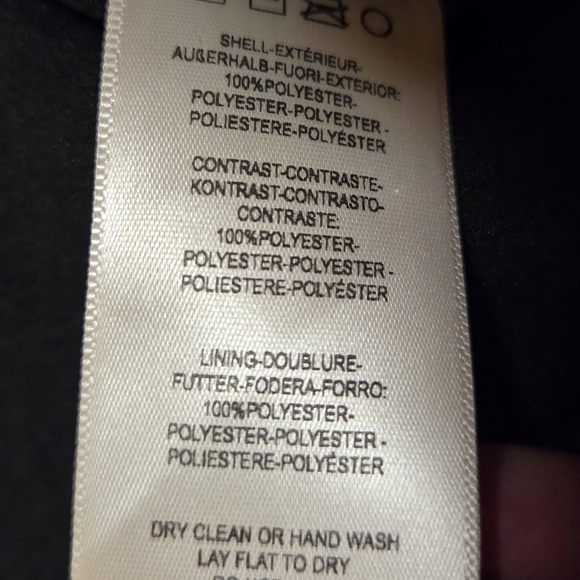 SHELL-EXTÉRIEUR-
AUßERHALB-FUORI-EXTERIOR:
100%POLYESTER-
POLYESTER-POLYESTER -
POLIESTERE-POLYÉSTER
CONTRAST-CONTRASTE-
KONTRAST-CONTRASTO-
CONTRASTE:
100%POLYESTER-
POLYESTER-POLYESTER -
POLIESTERE-POLYÉSTER
LINING-DOUBLURE-
FUTTER-FODERA-FORRO:
100%POLYESTER-
POLYESTER-POLYESTER -
POLIESTERE-POLYÉSTER
DRY CLEAN OR HAND WASH
LAY FLAT TO DRY